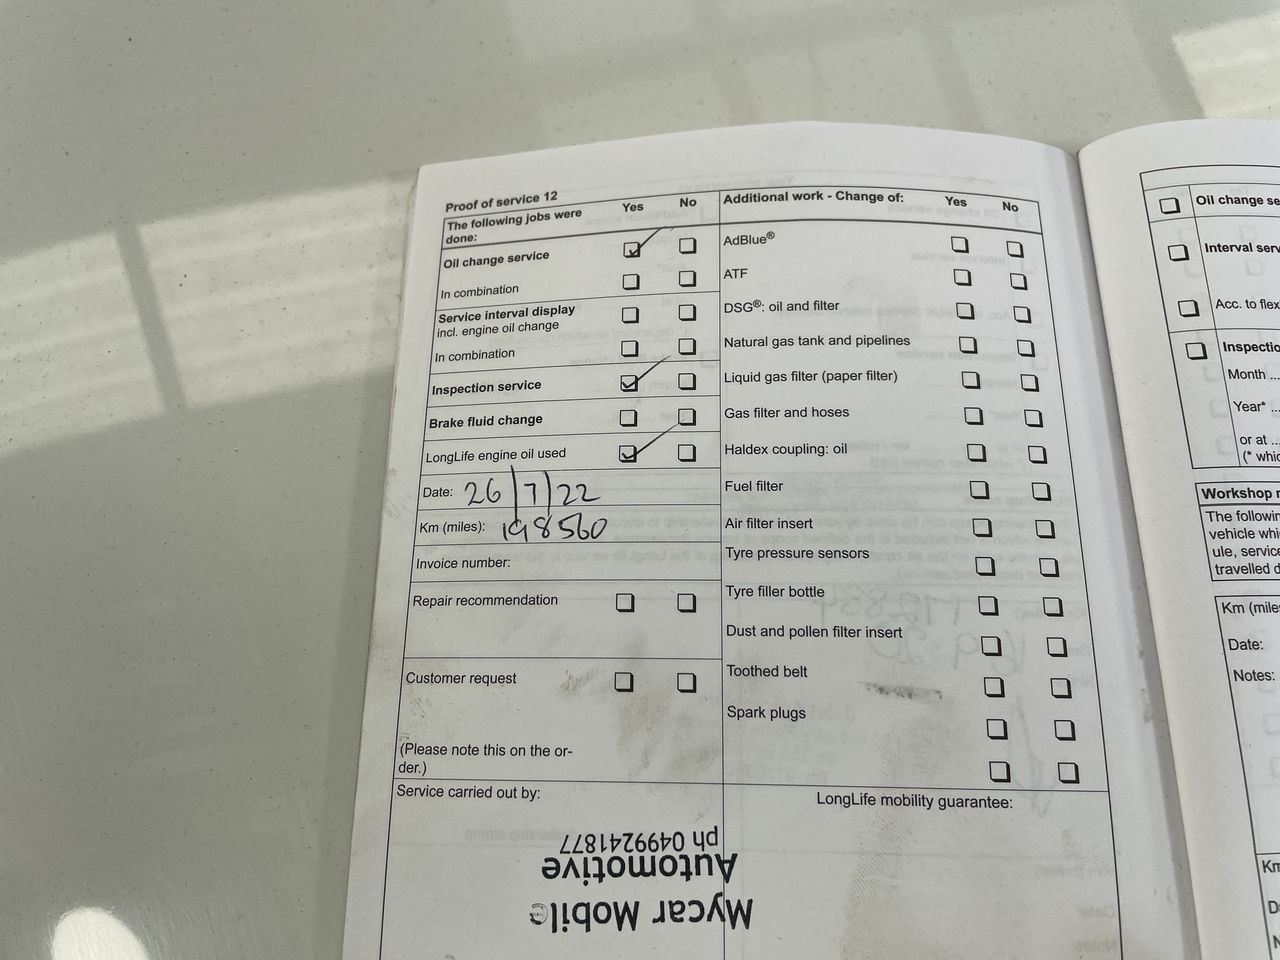 Proof of service 12
The following jobs were
done:
Yes No
Oil change service
In combination
Service interval display
incl. engine oil change
In combination
Inspection service
Brake fluid change
LongLife engine oil used
Date: 26/7/22
Km (miles): 198560
Invoice number:
Repair recommendation
Customer request
(Please note this on the or-
der.)
Service carried out by:
Mycar Mobile
Automotive
ph 0499241877
Additional work - Change of: Yes No
AdBlue®
ATF
DSG®: oil and filter
Natural gas tank and pipelines
Liquid gas filter (paper filter)
Gas filter and hoses
Haldex coupling: oil
Fuel filter
Air filter insert
Tyre pressure sensors
Tyre filler bottle
Dust and pollen filter insert
Toothed belt
Spark plugs
LongLife mobility guarantee:
Oil change se
Interval serv
Acc. to flex
Inspectio
Month ...
Year* ...
or at ...
(* whic
Workshop
The followin
vehicle whi
ule, service
travelled d
Km (mile
Date:
Notes:
Km
D
N